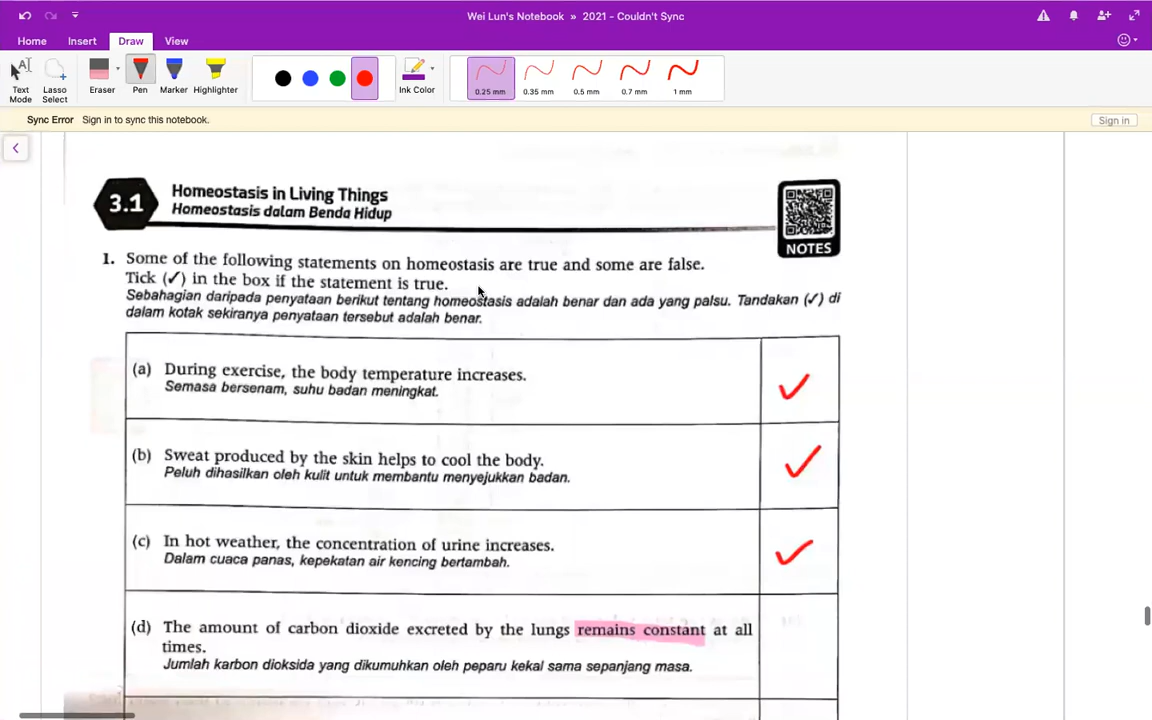 Wei Lun's Notebook » 2021 - Couldn't Sync
Home Insert Draw View
Text Mode
Lasso Select
Eraser
Pen
Marker
Highlighter
Ink Color
0.25 mm 0.35 mm 0.5 mm 0.7 mm 1 mm
Sync Error Sign in to sync this notebook. Sign in
3.1 Homeostasis in Living Things
Homeostasis dalam Benda Hidup
NOTES
1. Some of the following statements on homeostasis are true and some are false.
Tick (✓) in the box if the statement is true.
Sebahagian daripada penyataan berikut tentang homeostasis adalah benar dan ada yang palsu. Tandakan (✓) di
dalam kotak sekiranya penyataan tersebut adalah benar.
(a) During exercise, the body temperature increases. ✓
Semasa bersenam, suhu badan meningkat.
(b) Sweat produced by the skin helps to cool the body. ✓
Peluh dihasilkan oleh kulit untuk membantu menyejukkan badan.
(c) In hot weather, the concentration of urine increases. ✓
Dalam cuaca panas, kepekatan air kencing bertambah.
(d) The amount of carbon dioxide excreted by the lungs remains constant at all
times.
Jumlah karbon dioksida yang dikumuhkan oleh peparu kekal sama sepanjang masa.